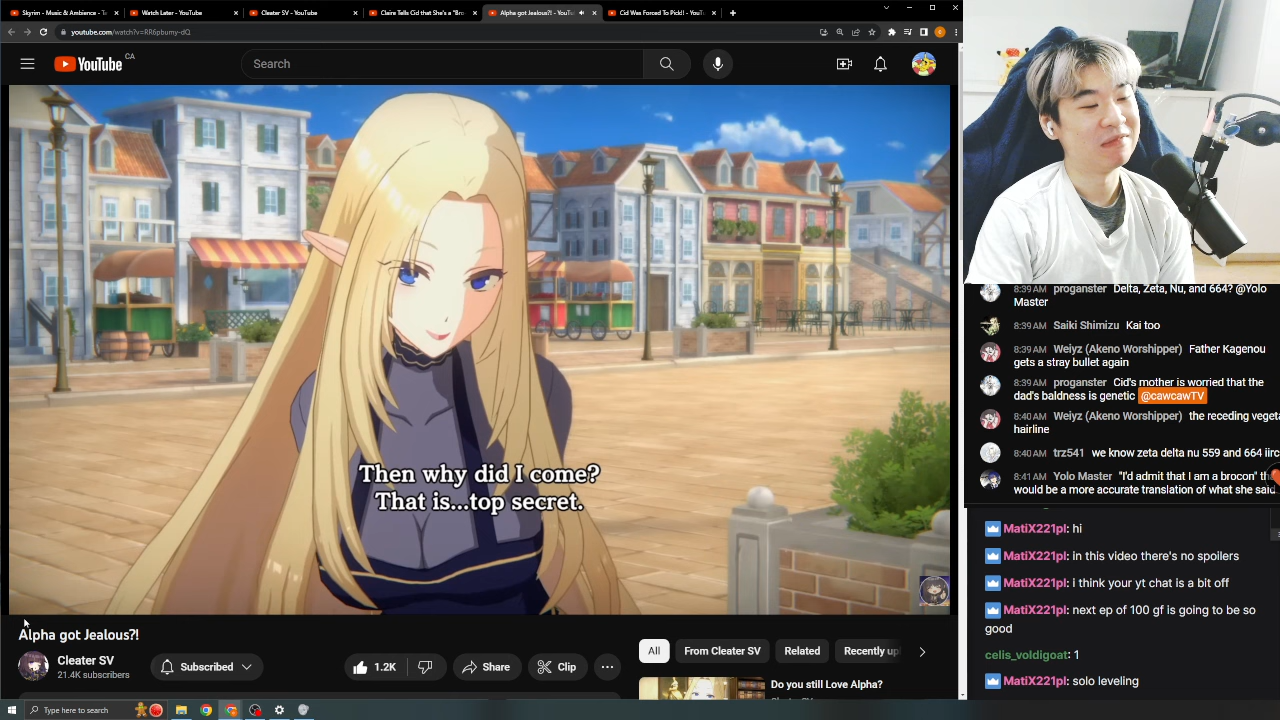 Skyrim - Music & Ambience - T
Watch Later - YouTube
Cleater SV - YouTube
Claire Tells Cid that She's a "Bro
Alpha got Jealous?! - YouTu
Cid Was Forced To Pick!! - YouT
youtube.com/watch?v=RR6pbumy-dQ
YouTube CA
Search
Then why did I come?
That is...top secret.
Alpha got Jealous?!
Cleater SV
21.4K subscribers
Subscribed
1.2K
Share
Clip
All
From Cleater SV
Related
Recently up
Do you still Love Alpha?
Type here to search
8:39 AM proganster Delta, Zeta, Nu, and 664? @Yolo
Master
8:39 AM Saiki Shimizu Kai too
8:39 AM Weiyz (Akeno Worshipper) Father Kagenou
gets a stray bullet again
8:39 AM proganster Cid's mother is worried that the
dad's baldness is genetic @cawcawTV
8:40 AM Weiyz (Akeno Worshipper) the receding veget
hairline
8:40 AM trz541 we know zeta delta nu 559 and 664 iirc
8:41 AM Yolo Master "I'd admit that I am a brocon" th
would be a more accurate translation of what she said
MatiX221pl: hi
MatiX221pl: in this video there's no spoilers
MatiX221pl: i think your yt chat is a bit off
MatiX221pl: next ep of 100 gf is going to be so
good
celis_voldigoat: 1
MatiX221pl: solo leveling